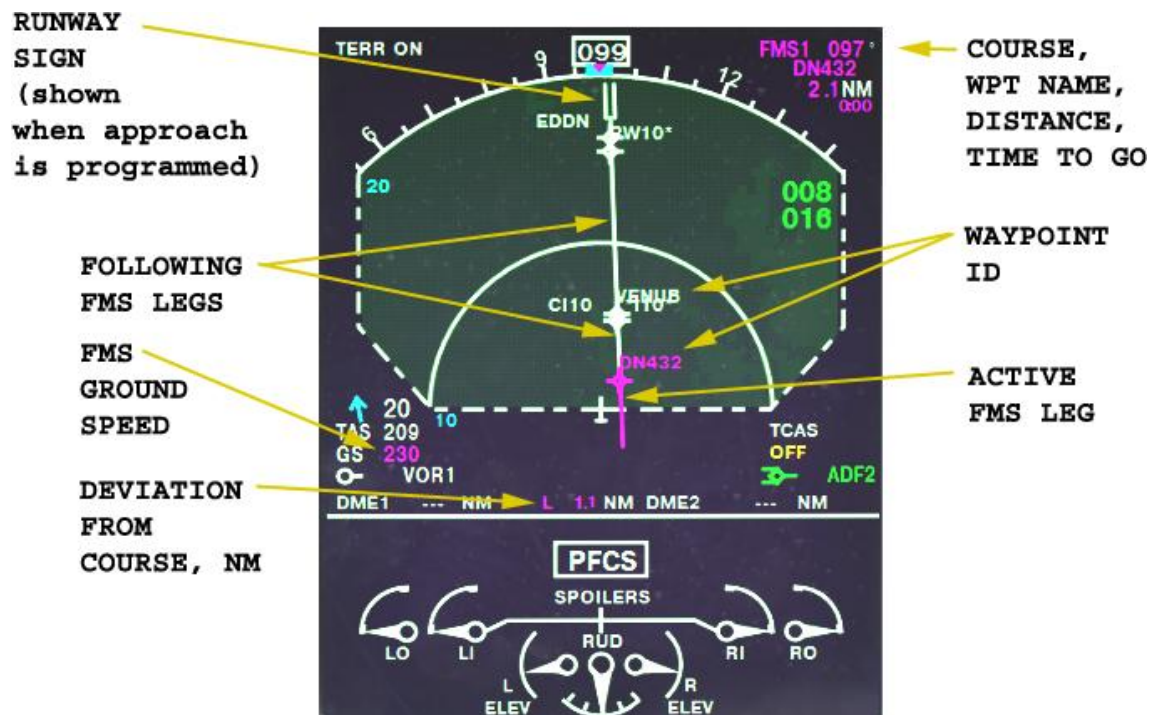 RUNWAY
SIGN
(shown
when approach
is programmed)
FOLLOWING
FMS LEGS
FMS
GROUND
SPEED
DEVIATION
FROM
COURSE, NM
TERR ON
099
FMS1 097°
DN432
2.1NM
0:00
6
9
12
EDDN
RW10*
20
008
016
CI10
VENUB
DN432
20
10
TAS 209
GS 230
VOR1
TCAS
OFF
ADF2
DME1 --- NM L 1.1 NM DME2 --- NM
PFCS
SPOILERS
LO LI RUD RI RO
L
ELEV
R
ELEV
COURSE,
WPT NAME,
DISTANCE,
TIME TO GO
WAYPOINT
ID
ACTIVE
FMS LEG